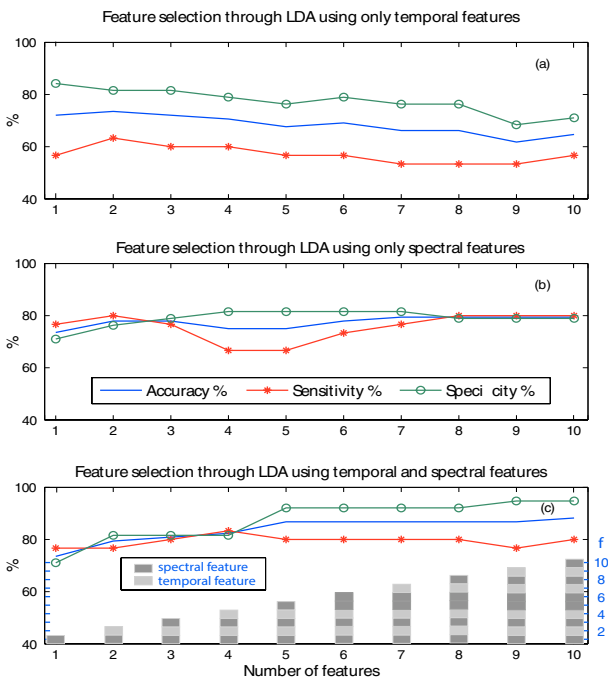 Feature selection through LDA using only temporal features
(a)
100
80
60
40
%
1 2 3 4 5 6 7 8 9 10
Feature selection through LDA using only spectral features
(b)
100
80
60
40
%
Accuracy % Sensitivity % Speci city %
1 2 3 4 5 6 7 8 9 10
Feature selection through LDA using temporal and spectral features
(c)
100
80
60
40
%
f
10
8
6
4
2
spectral feature
temporal feature
1 2 3 4 5 6 7 8 9 10
Number of features